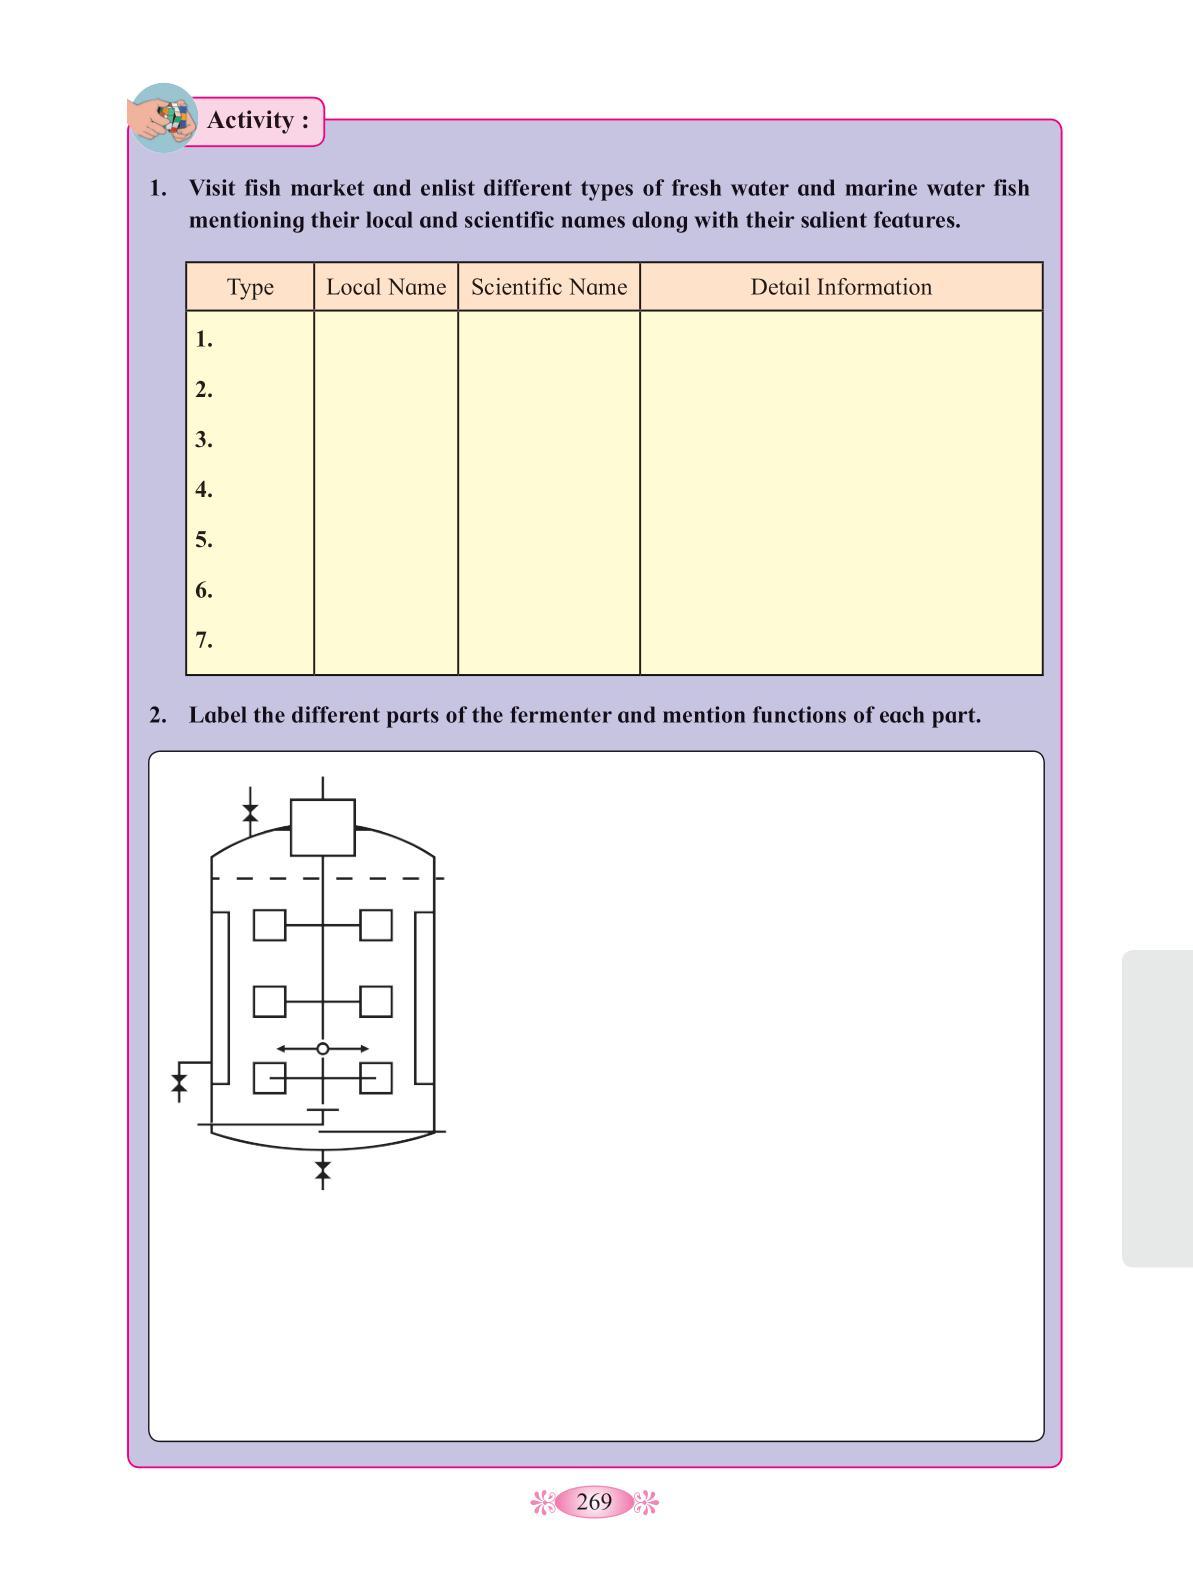 Activity :
1. Visit fish market and enlist different types of fresh water and marine water fish
mentioning their local and scientific names along with their salient features.
Type Local Name Scientific Name Detail Information
1.
2.
3.
4.
5.
6.
7.
2. Label the different parts of the fermenter and mention functions of each part.
269